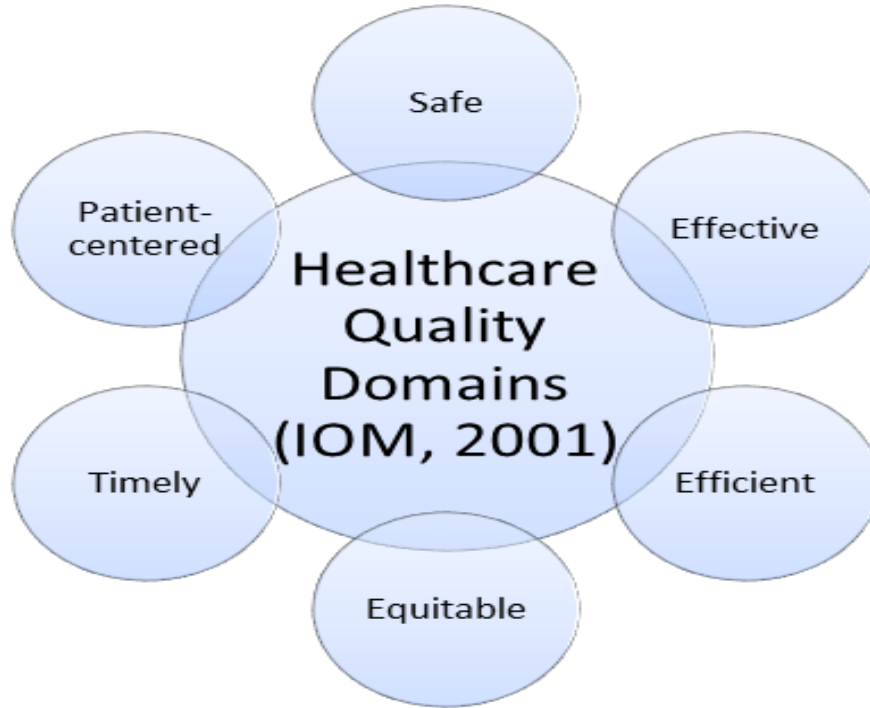 Safe
Patient-
centered
Effective
Healthcare
Quality
Domains
(IOM, 2001)
Timely
Efficient
Equitable